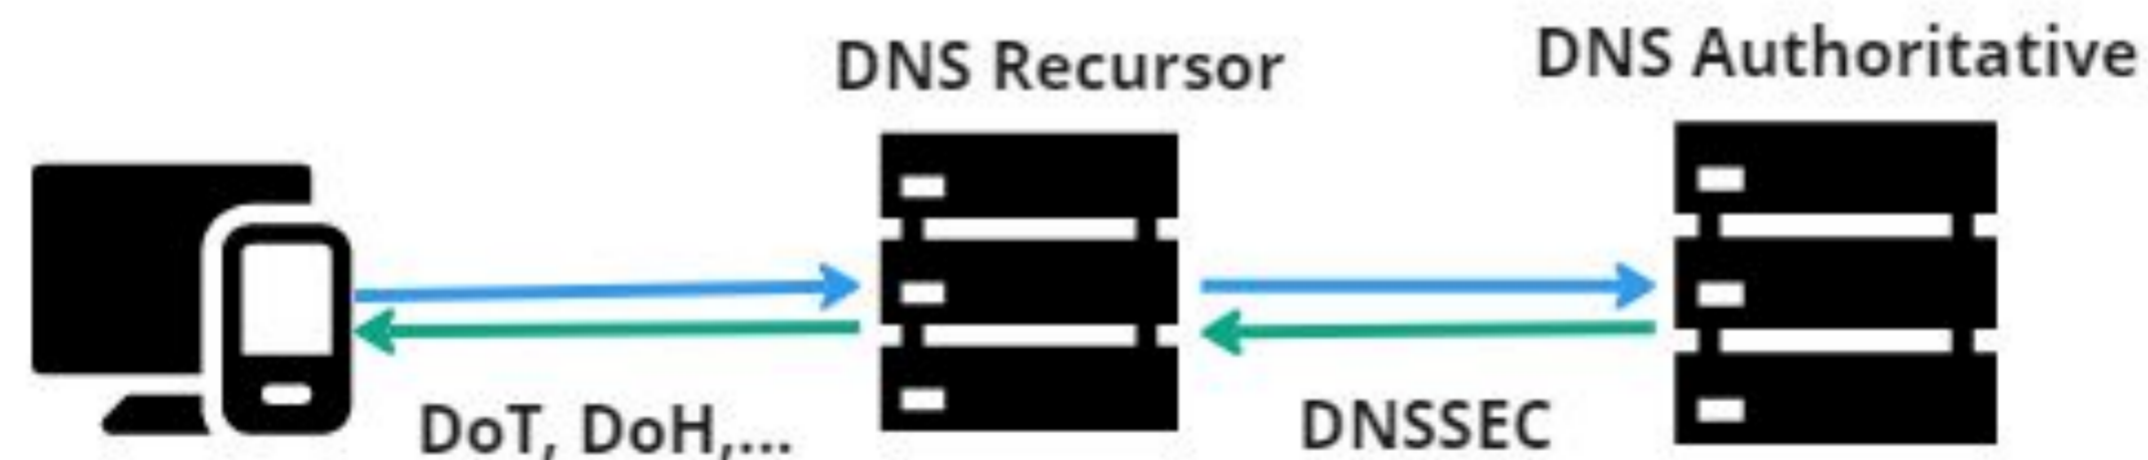 DNS Recursor
DNS Authoritative
DoT, DoH,...
DNSSEC